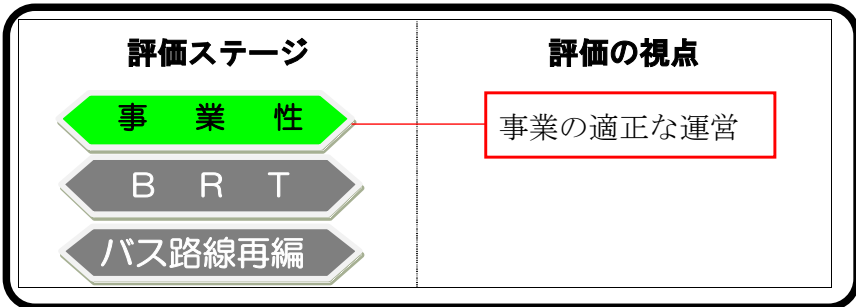 評価ステージ
評価の視点
事業性
事業の適正な運営
BRT
バス路線再編